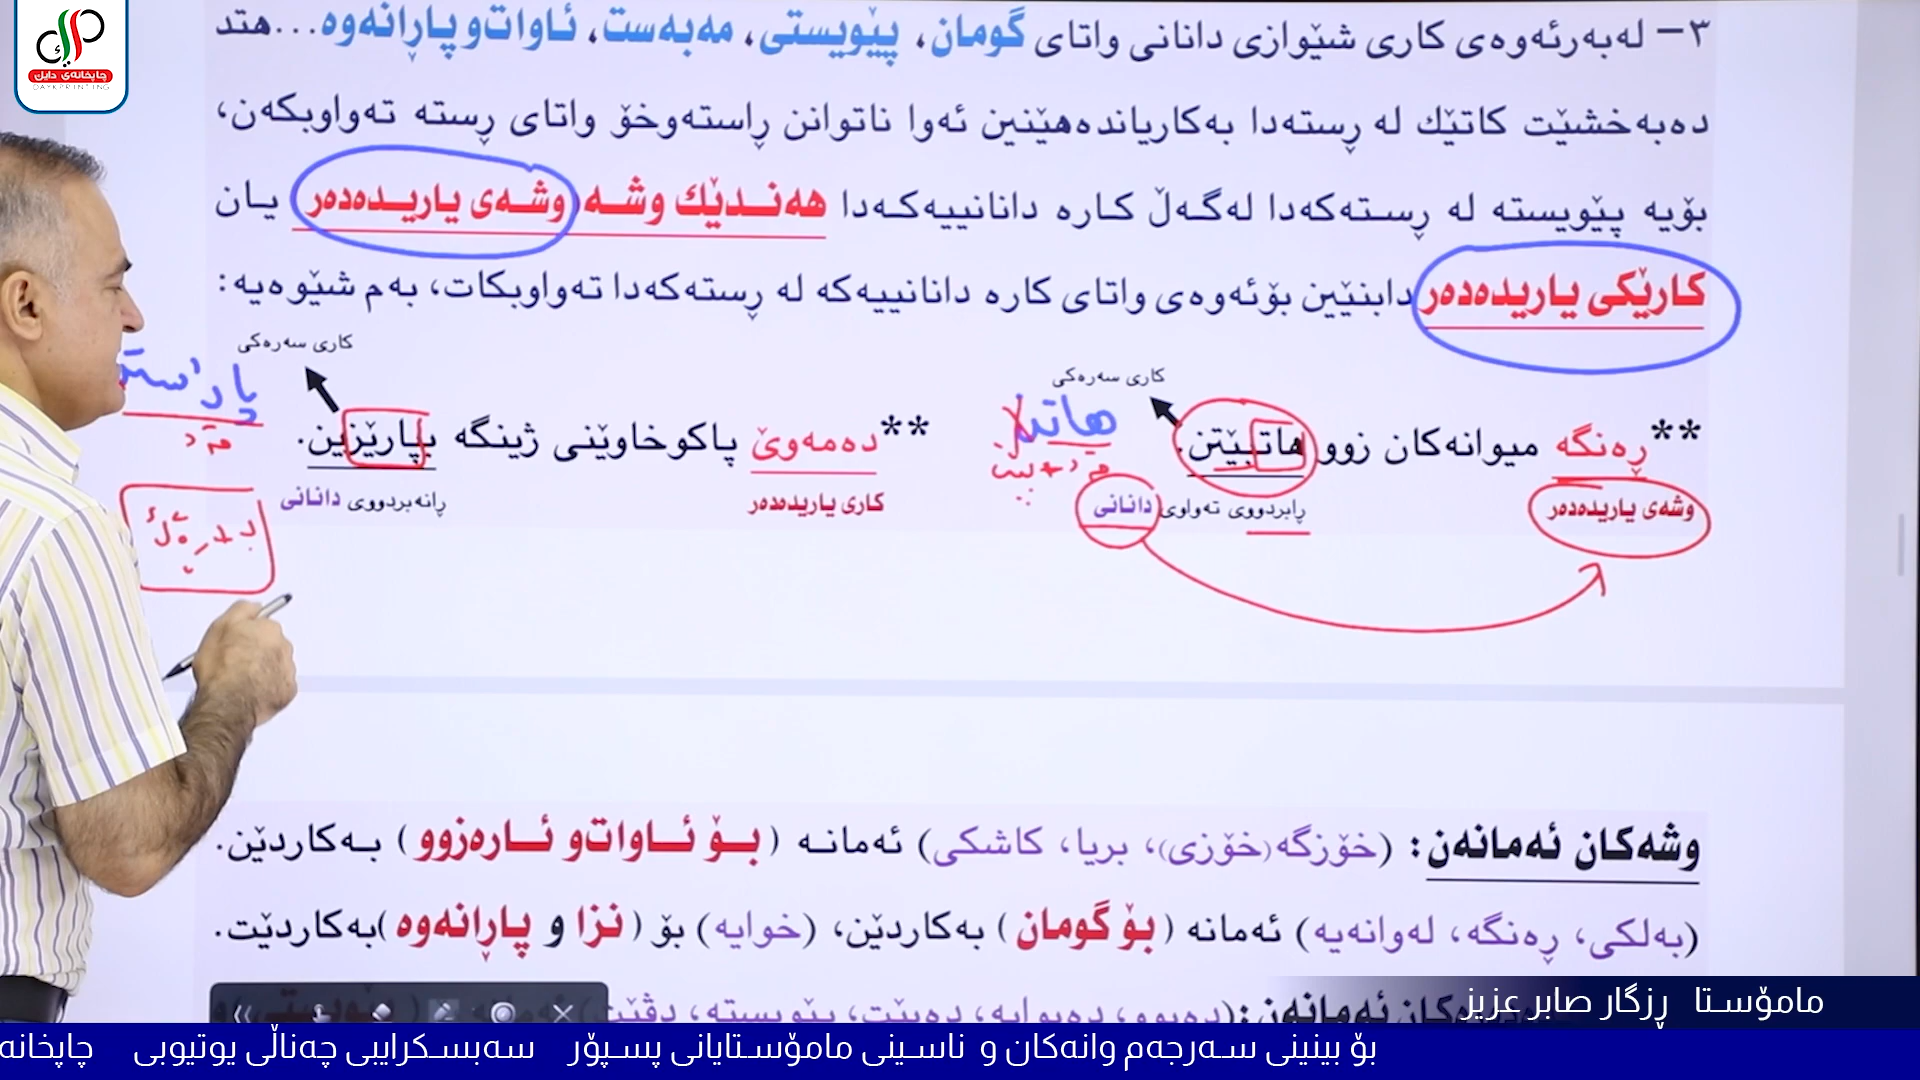 چاپخانەی دایک
DAYK PRINTING
٣- لەبەرئەوەی کاری شێوازی دانانی واتای گومان، پێویستی، مەبەست، ئاوات‌و پاڕانەوە...هتد
دەبەخشێت کاتێك لە ڕستەدا بەکاریاندەهێنین ئەوا ناتوانن ڕاستەوخۆ واتای ڕستە تەواوبکەن،
بۆیە پێویستە لە ڕستەکەدا لەگەڵ کارە دانانییەکەدا هەندێك وشە (وشەی یاریدەدەر) یان
کارێکی یاریدەدەر دابنێین بۆئەوەی واتای کارە دانانییەکە لە ڕستەکەدا تەواوبکات، بەم شێوەیە:
کاری سەرەکی
کاری سەرەکی
**ڕەنگە میوانەکان زوو هاتبێتن.
**دەمەوێ پاکوخاوێنی ژینگە بپارێزین.
هاتن
وشەی یاریدەدەر
ڕابردووی تەواوی دانانی
کاری یاریدەدەر
ڕانەبردووی دانانی
وشەکان ئەمانەن: (خۆزگە(خۆزی)، بریا، کاشکی) ئەمانە (بۆ ئاوات‌و ئارەزوو) بەکاردێن.
(بەلکی، ڕەنگە، لەوانەیە) ئەمانە (بۆ گومان) بەکاردێن، (خوایە) بۆ (نزا و پاڕانەوە)بەکاردێت.
مامۆستا ڕزگار صابر عزیز
بۆ بینینی سەرجەم وانەکان و ناسینی مامۆستایانی پسپۆر سەبسکرایبی چەناڵی یوتیوبی چاپخانە